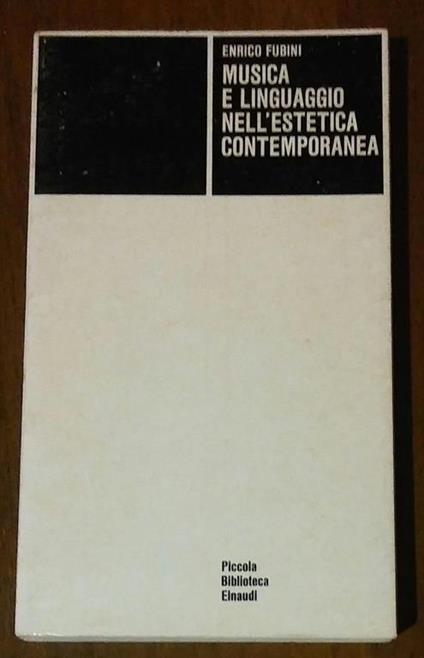 ENRICO FUBINI
MUSICA
E LINGUAGGIO
NELL'ESTETICA
CONTEMPORANEA
Piccola
Biblioteca
Einaudi